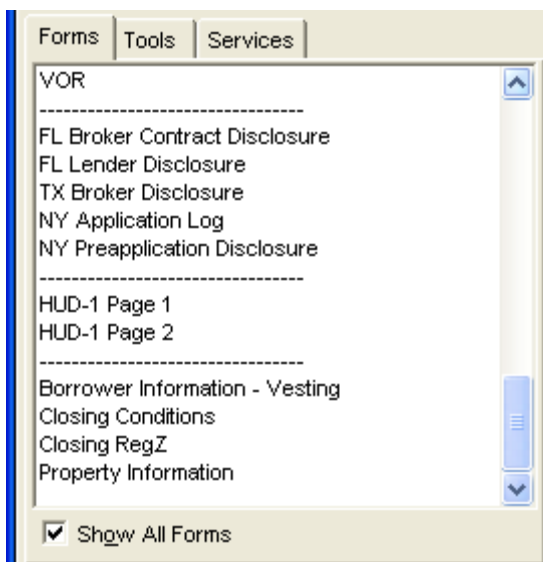 Forms Tools Services
VOR
---------------------------------
FL Broker Contract Disclosure
FL Lender Disclosure
TX Broker Disclosure
NY Application Log
NY Preapplication Disclosure
---------------------------------
HUD-1 Page 1
HUD-1 Page 2
---------------------------------
Borrower Information - Vesting
Closing Conditions
Closing RegZ
Property Information
Show All Forms